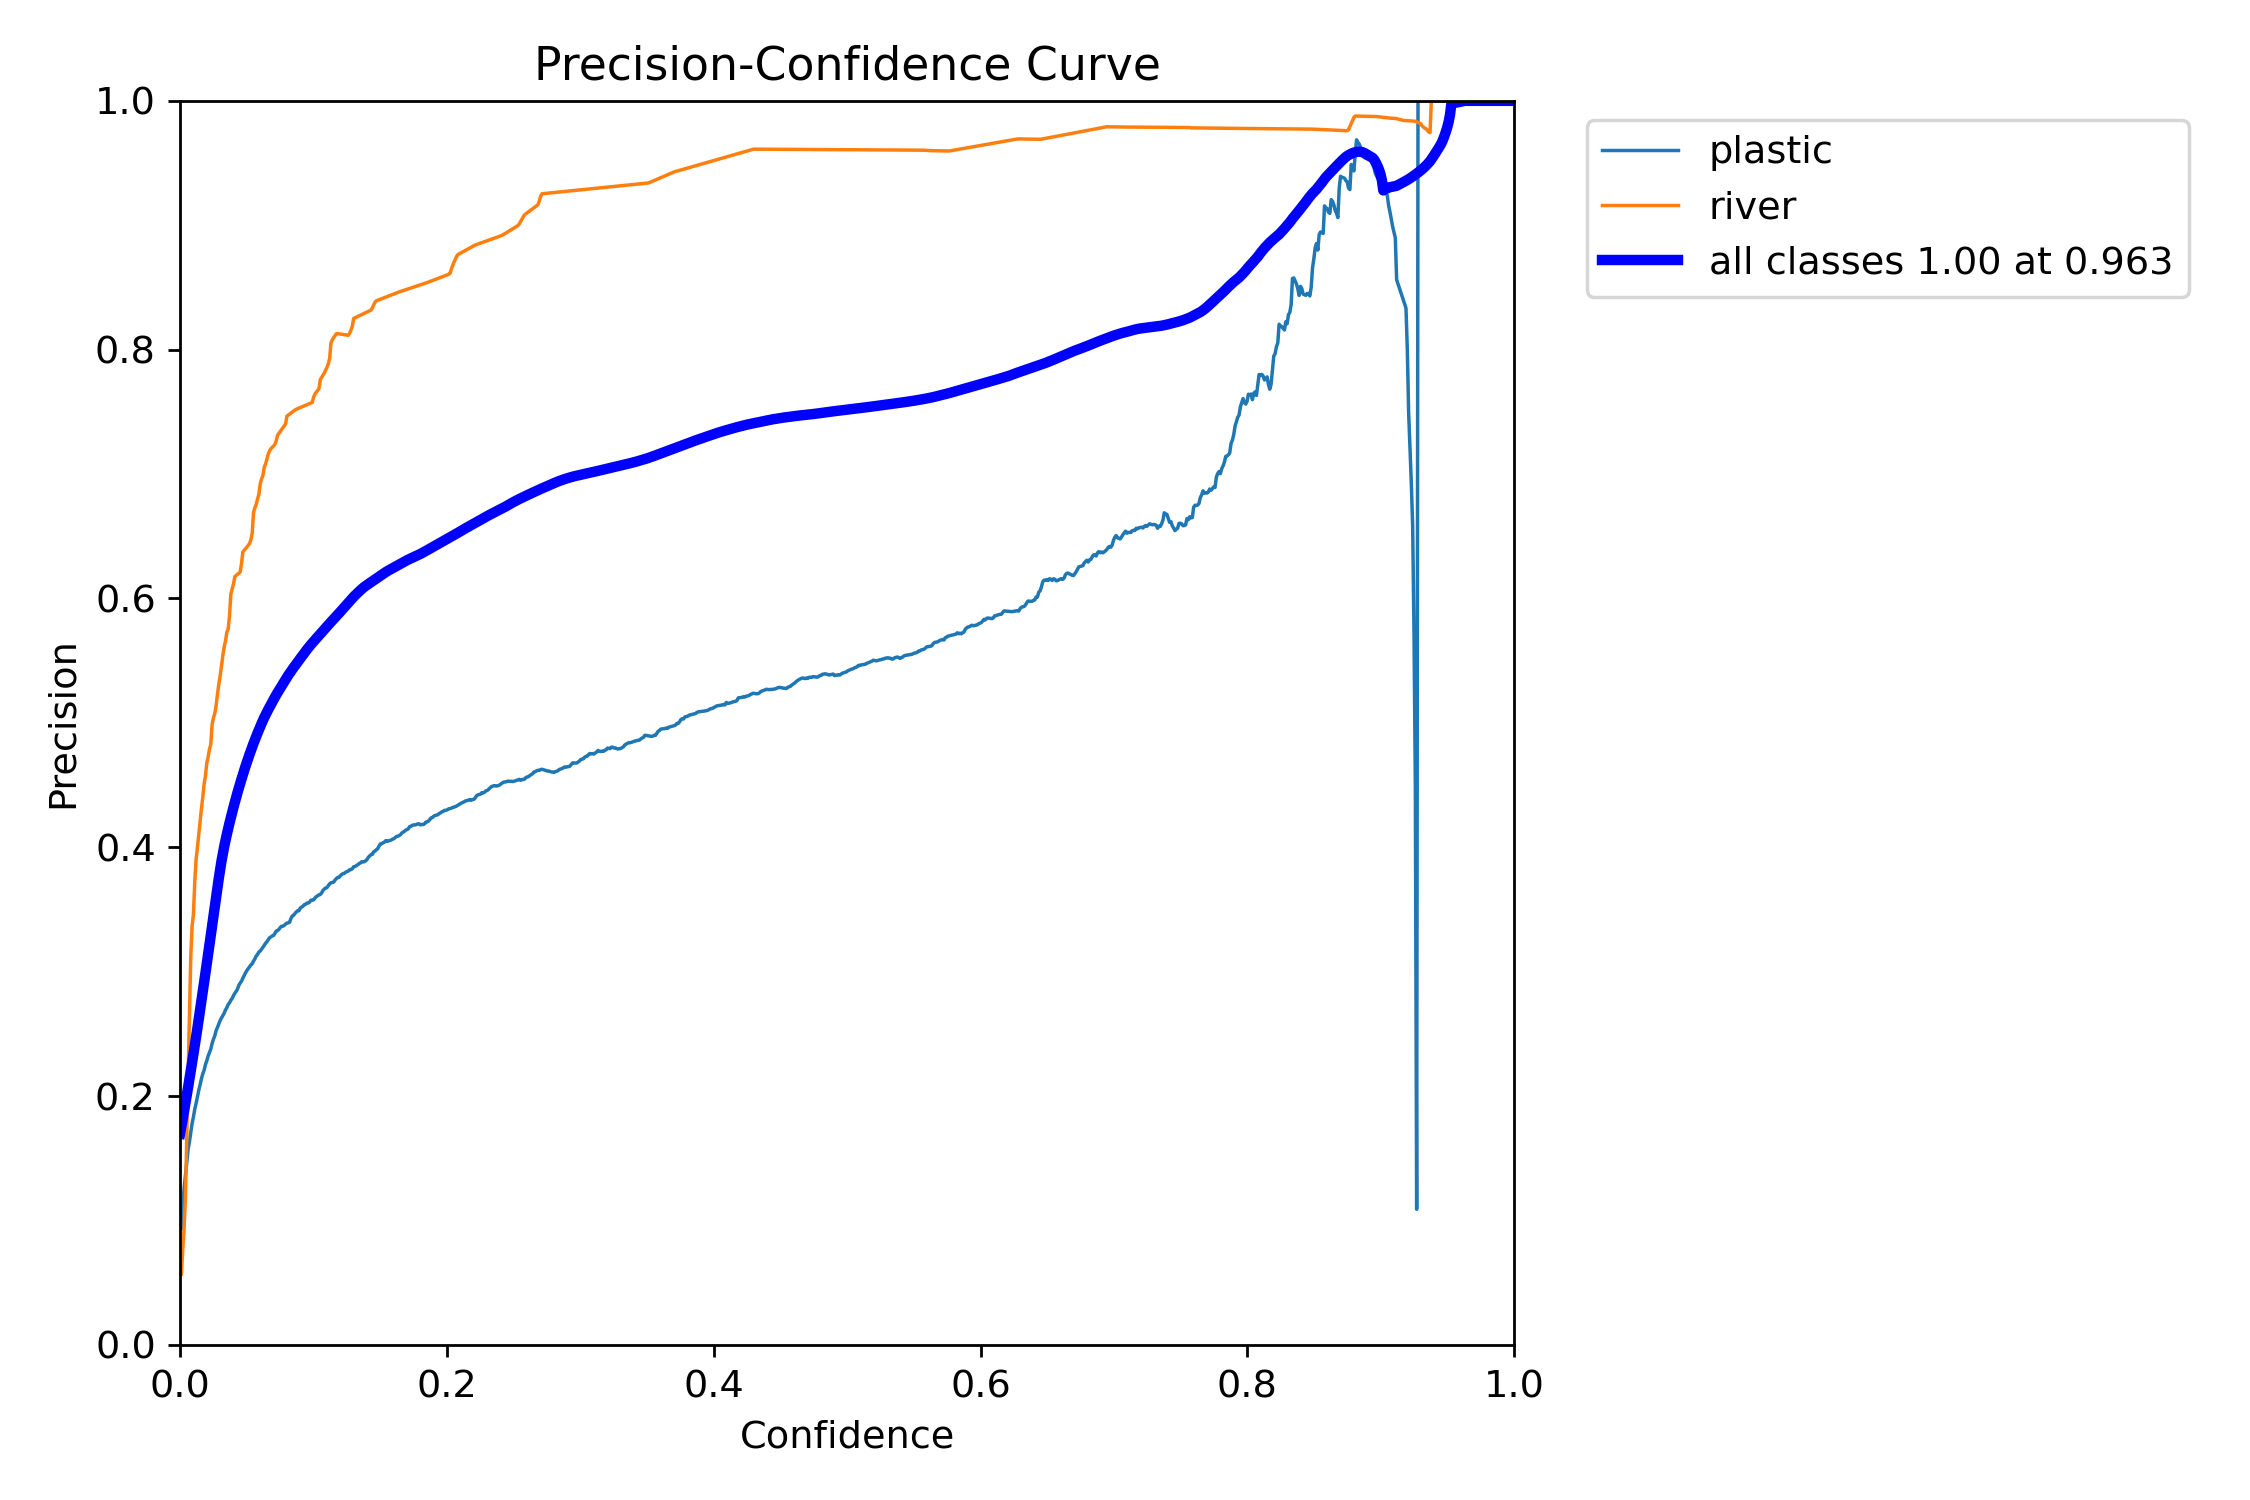 Precision-Confidence Curve
1.0
0.8
0.6
0.4
0.2
0.0
Precision
0.0 0.2 0.4 0.6 0.8 1.0
Confidence
plastic
river
all classes 1.00 at 0.963